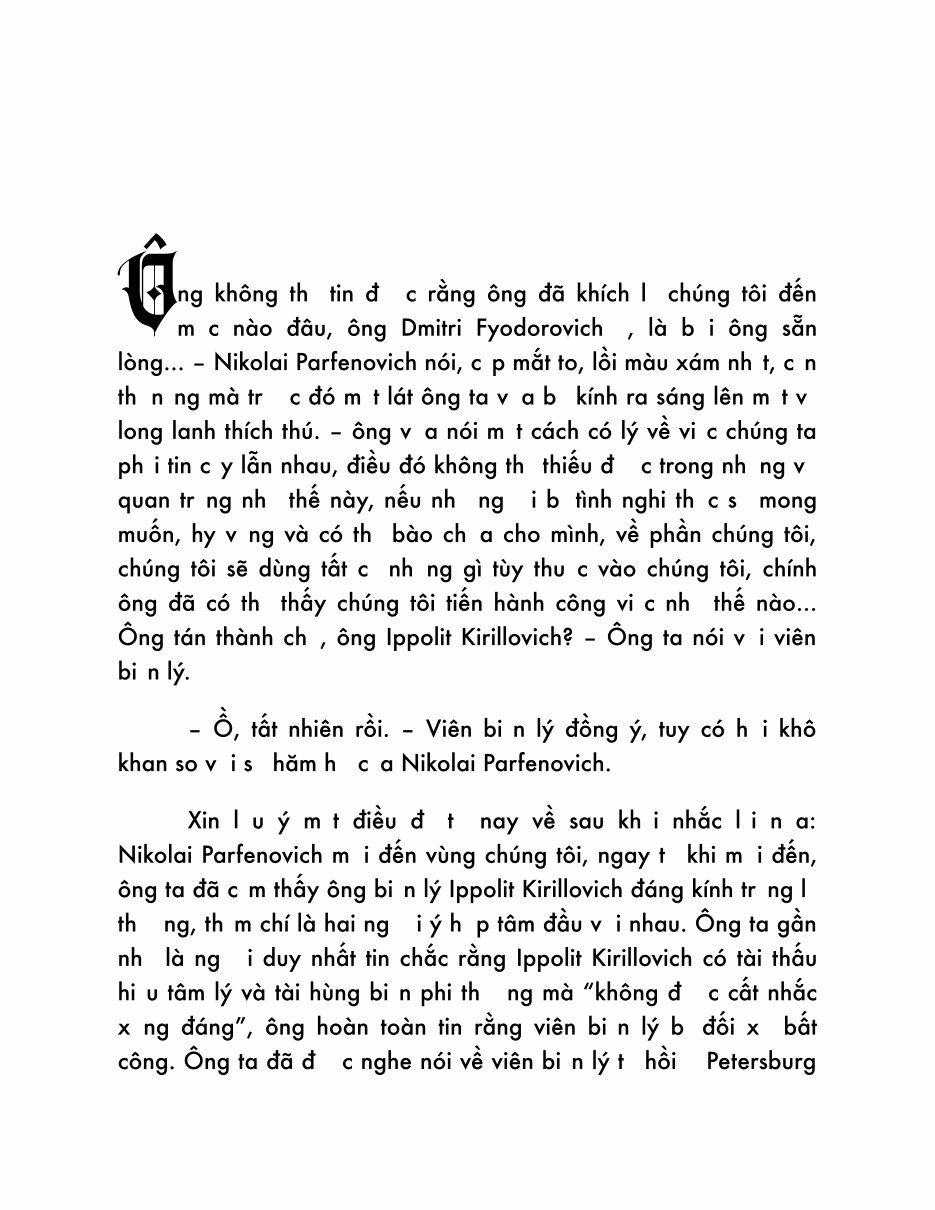 Ông không th tin đ c rằng ông đã khích l chúng tôi đến
m c nào đâu, ông Dmitri Fyodorovich , là b i ông sẵn
lòng... – Nikolai Parfenovich nói, c p mắt to, lồi màu xám nh t, c n
th n ng mà tr c đó m t lát ông ta v a b kính ra sáng lên m t v
long lanh thích thú. – ông v a nói m t cách có lý về vi c chúng ta
ph i tin c y lẫn nhau, điều đó không th thiếu đ c trong nh ng v
quan tr ng nh thế này, nếu nh ng i b tình nghi th c s mong
muốn, hy v ng và có th bào ch a cho mình, về phần chúng tôi,
chúng tôi sẽ dùng tất c nh ng gì tùy thu c vào chúng tôi, chính
ông đã có th thấy chúng tôi tiến hành công vi c nh thế nào...
Ông tán thành ch , ông Ippolit Kirillovich? – Ông ta nói v i viên
bi n lý.
– Ồ, tất nhiên rồi. – Viên bi n lý đồng ý, tuy có h i khô
khan so v i s hăm h c a Nikolai Parfenovich.
Xin l u ý m t điều đ t nay về sau kh i nhắc l i n a:
Nikolai Parfenovich m i đến vùng chúng tôi, ngay t khi m i đến,
ông ta đã c m thấy ông bi n lý Ippolit Kirillovich đáng kính tr ng l
th ng, th m chí là hai ng i ý h p tâm đầu v i nhau. Ông ta gần
nh là ng i duy nhất tin chắc rằng Ippolit Kirillovich có tài thấu
hi u tâm lý và tài hùng bi n phi th ng mà “không đ c cất nhắc
x ng đáng”, ông hoàn toàn tin rằng viên bi n lý b đối x bất
công. Ông ta đã đ c nghe nói về viên bi n lý t hồi Petersburg